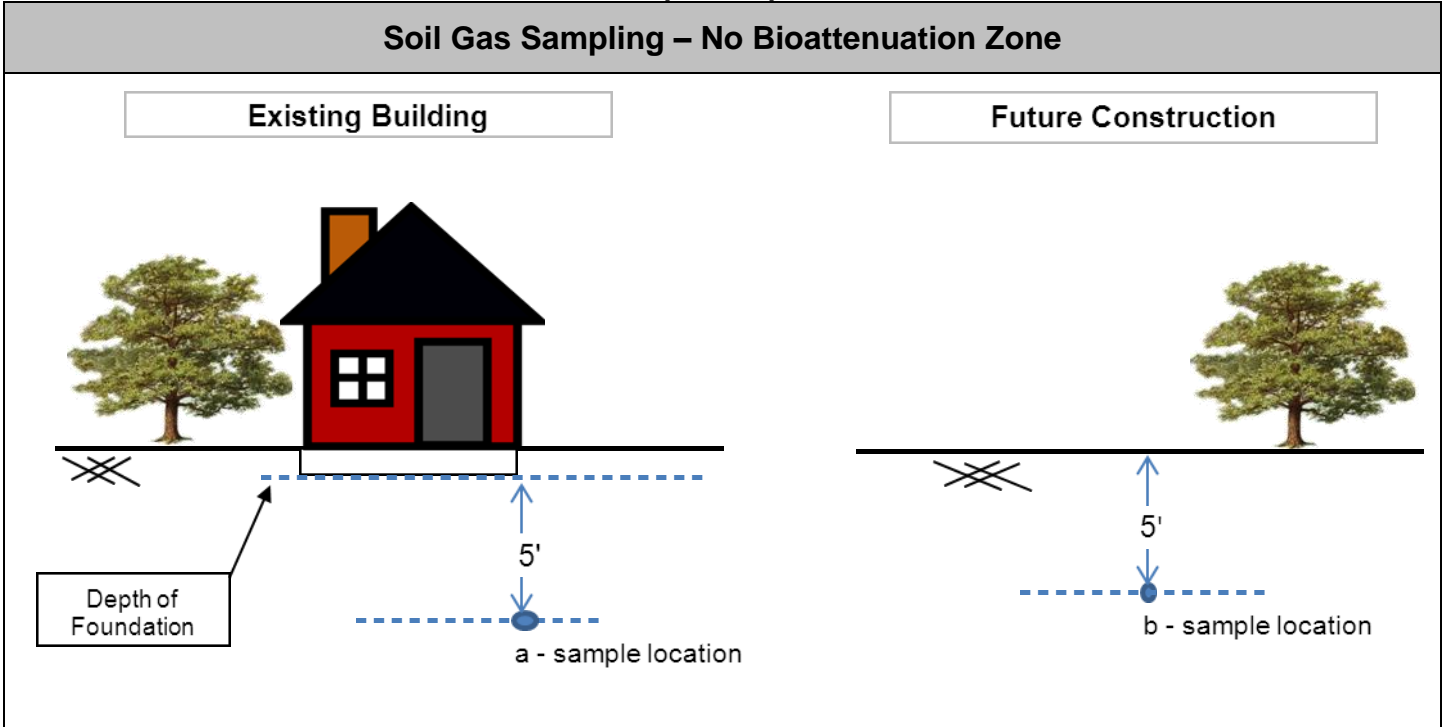 Soil Gas Sampling – No Bioattenuation Zone
Existing Building
Future Construction
5'
5'
Depth of
Foundation
a - sample location
b - sample location